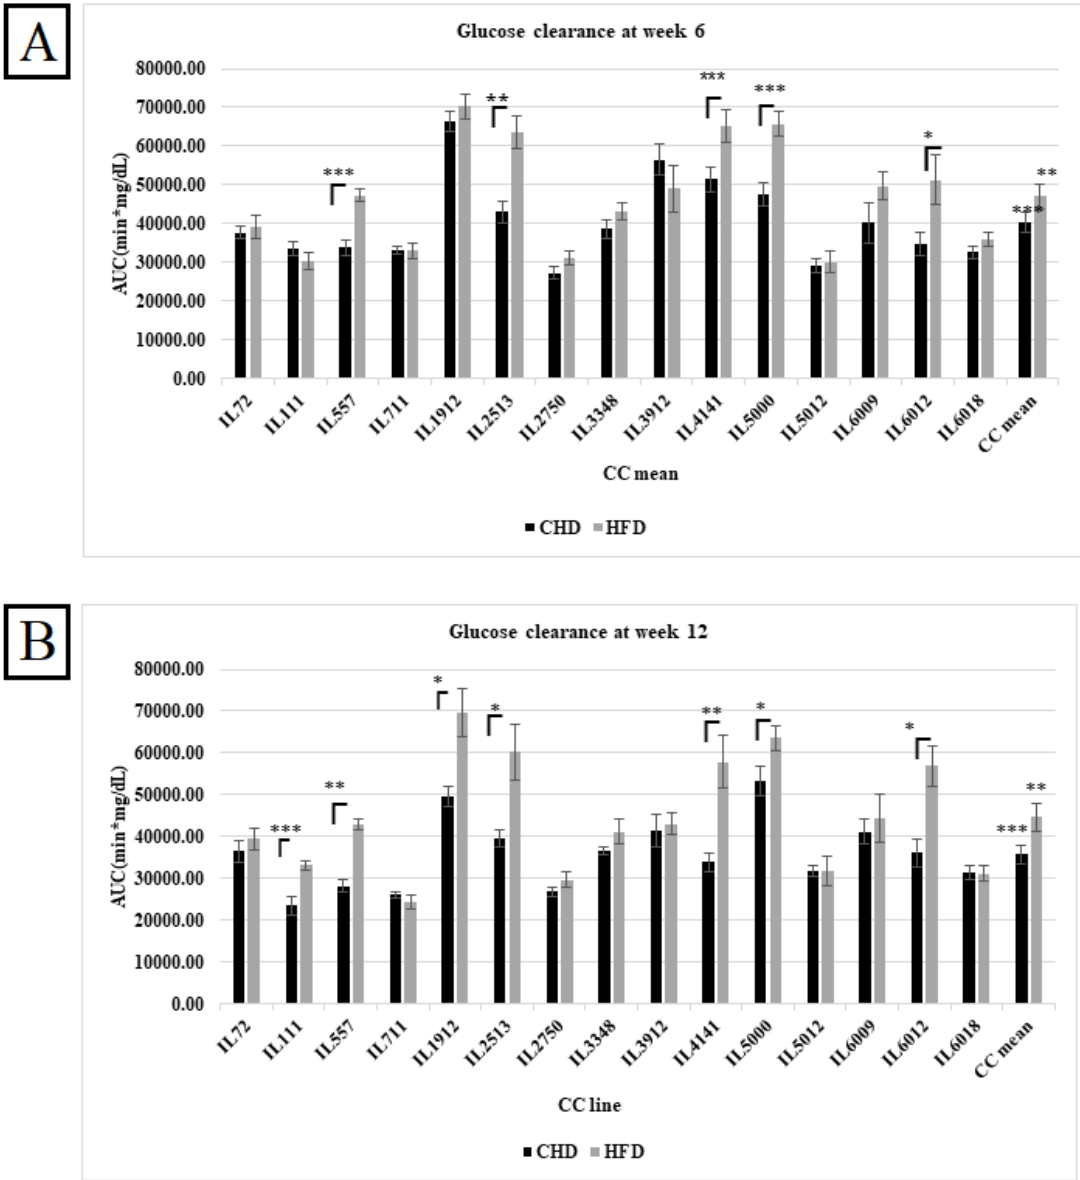 A
Glucose clearance at week 6
AUC(min*mg/dL)
80000.00
70000.00
60000.00
50000.00
40000.00
30000.00
20000.00
10000.00
0.00
***
**
***
***
*
**
***
IL72 IL111 IL557 IL711 IL1912 IL2513 IL2750 IL3348 IL3912 IL4141 IL5000 IL5012 IL6009 IL6012 IL6018 CC mean
CC mean
CHD HFD
B
Glucose clearance at week 12
AUC(min*mg/dL)
80000.00
70000.00
60000.00
50000.00
40000.00
30000.00
20000.00
10000.00
0.00
***
**
*
*
**
*
*
***
**
IL72 IL111 IL557 IL711 IL1912 IL2513 IL2750 IL3348 IL3912 IL4141 IL5000 IL5012 IL6009 IL6012 IL6018 CC mean
CC line
CHD HFD